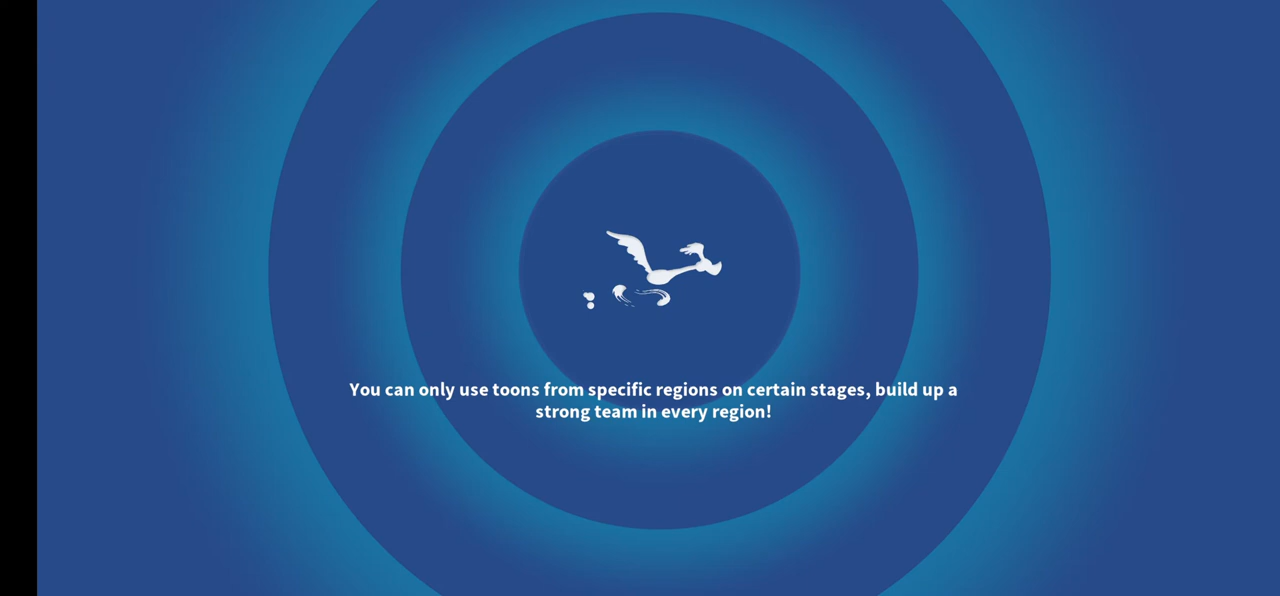 You can only use toons from specific regions on certain stages, build up a
strong team in every region!